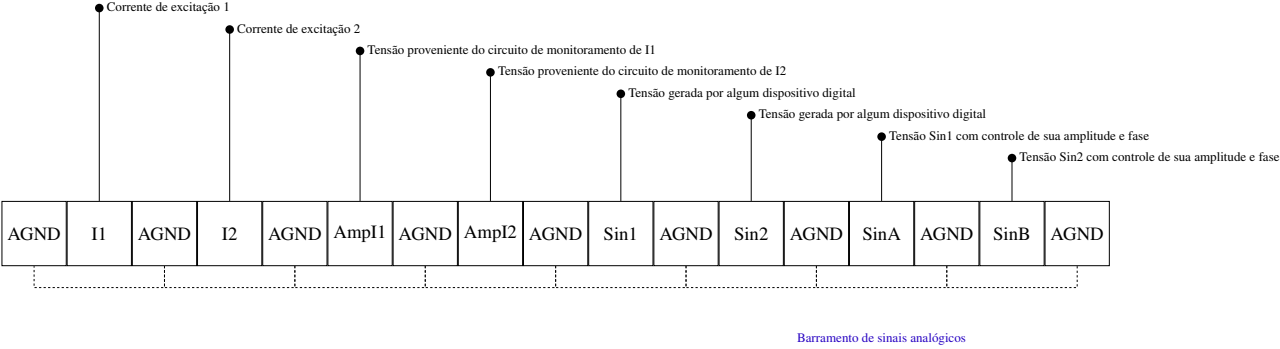 Corrente de excitação 1
Corrente de excitação 2
Tensão proveniente do circuito de monitoramento de I1
Tensão proveniente do circuito de monitoramento de I2
Tensão gerada por algum dispositivo digital
Tensão gerada por algum dispositivo digital
Tensão Sin1 com controle de sua amplitude e fase
Tensão Sin2 com controle de sua amplitude e fase
AGND I1 AGND I2 AGND AmpI1 AGND AmpI2 AGND Sin1 AGND Sin2 AGND SinA AGND SinB AGND
Barramento de sinais analógicos